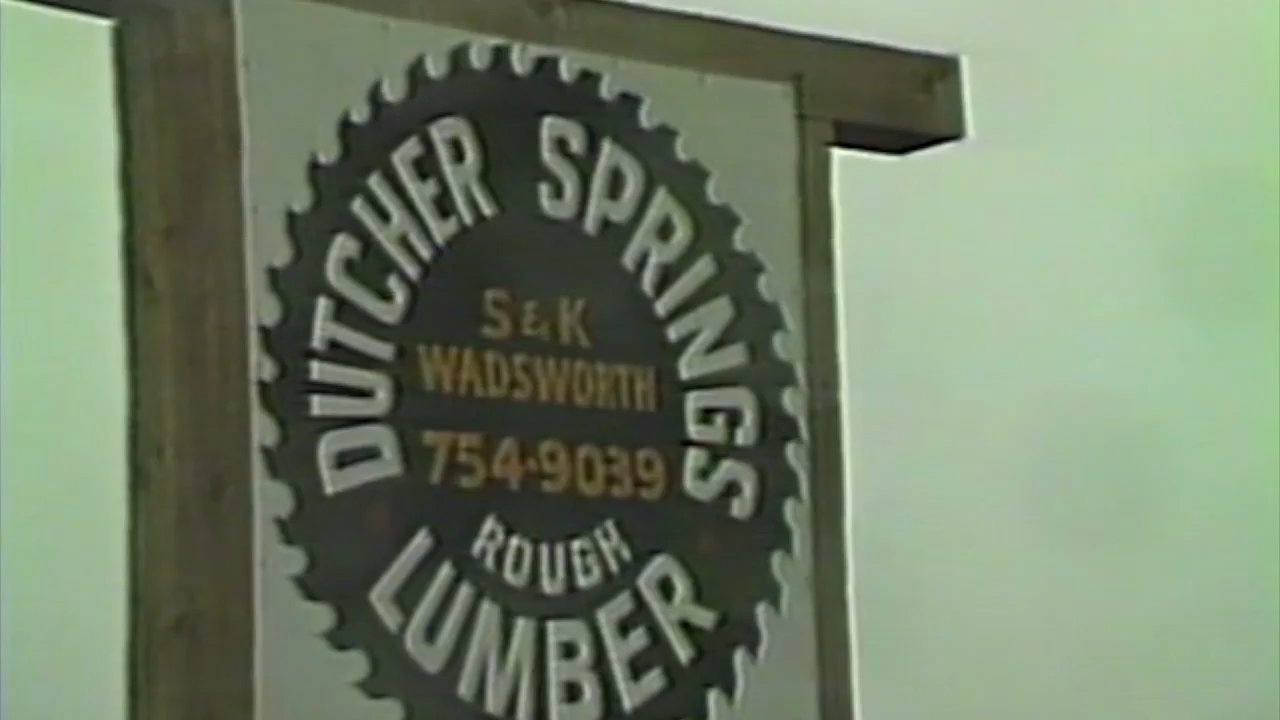 DUTCHER SPRINGS
S & K
WADSWORTH
754-9039
ROUGH
LUMBER